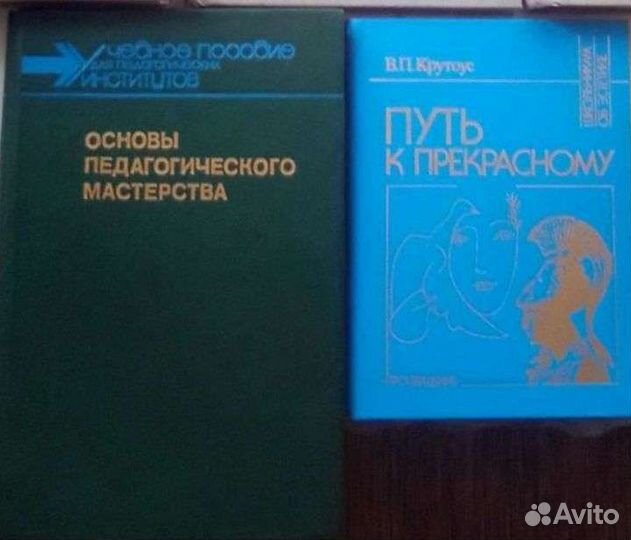 Учебное пособие
для педагогических
институтов
ОСНОВЫ
ПЕДАГОГИЧЕСКОГО
МАСТЕРСТВА
В.П. Крутоус
ПУТЬ
К ПРЕКРАСНОМУ
ПРОСВЕЩЕНИЕ
Avito